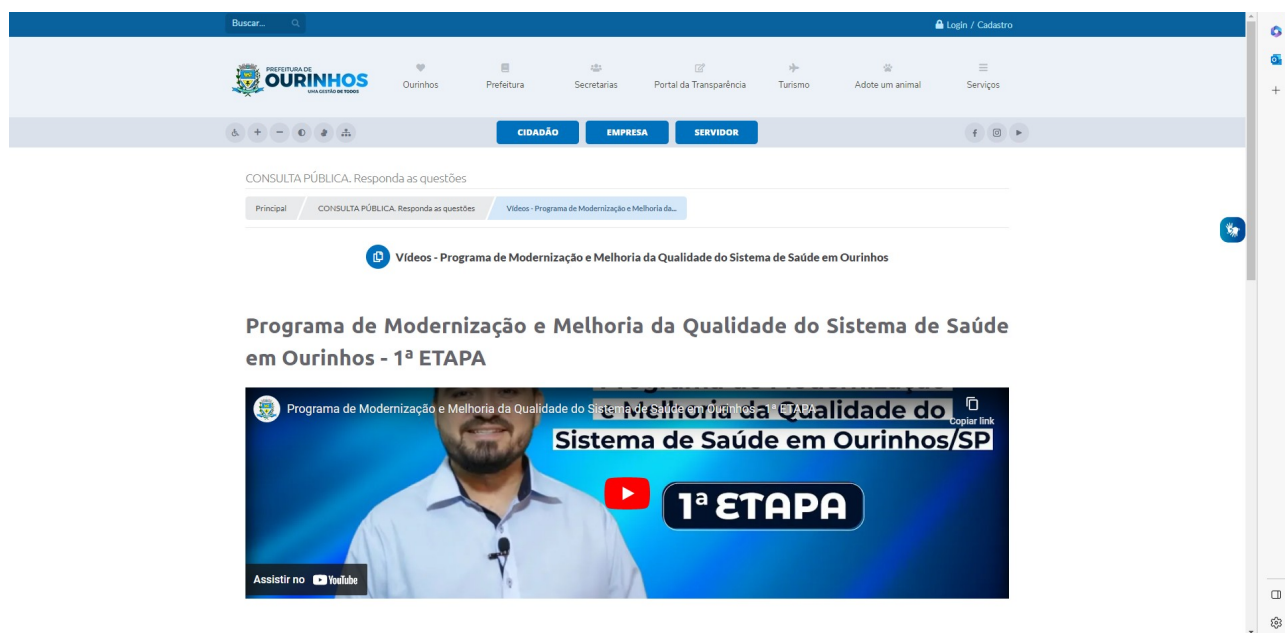 Buscar...
Login / Cadastro
PREFEITURA DE
OURINHOS
UMA GESTÃO DE TODOS
Ourinhos
Prefeitura
Secretarias
Portal da Transparência
Turismo
Adote um animal
Serviços
CIDADÃO
EMPRESA
SERVIDOR
CONSULTA PÚBLICA. Responda as questões
Principal
CONSULTA PÚBLICA. Responda as questões
Vídeos - Programa de Modernização e Melhoria da...
Vídeos - Programa de Modernização e Melhoria da Qualidade do Sistema de Saúde em Ourinhos
Programa de Modernização e Melhoria da Qualidade do Sistema de Saúde
em Ourinhos - 1ª ETAPA
Programa de Modernização e Melhoria da Qualidade do Sistema de Saúde em Ourinhos - 1ª ETAPA
Copiar link
e Melhoria da Qualidade do
Sistema de Saúde em Ourinhos/SP
1ª ETAPA
Assistir no YouTube